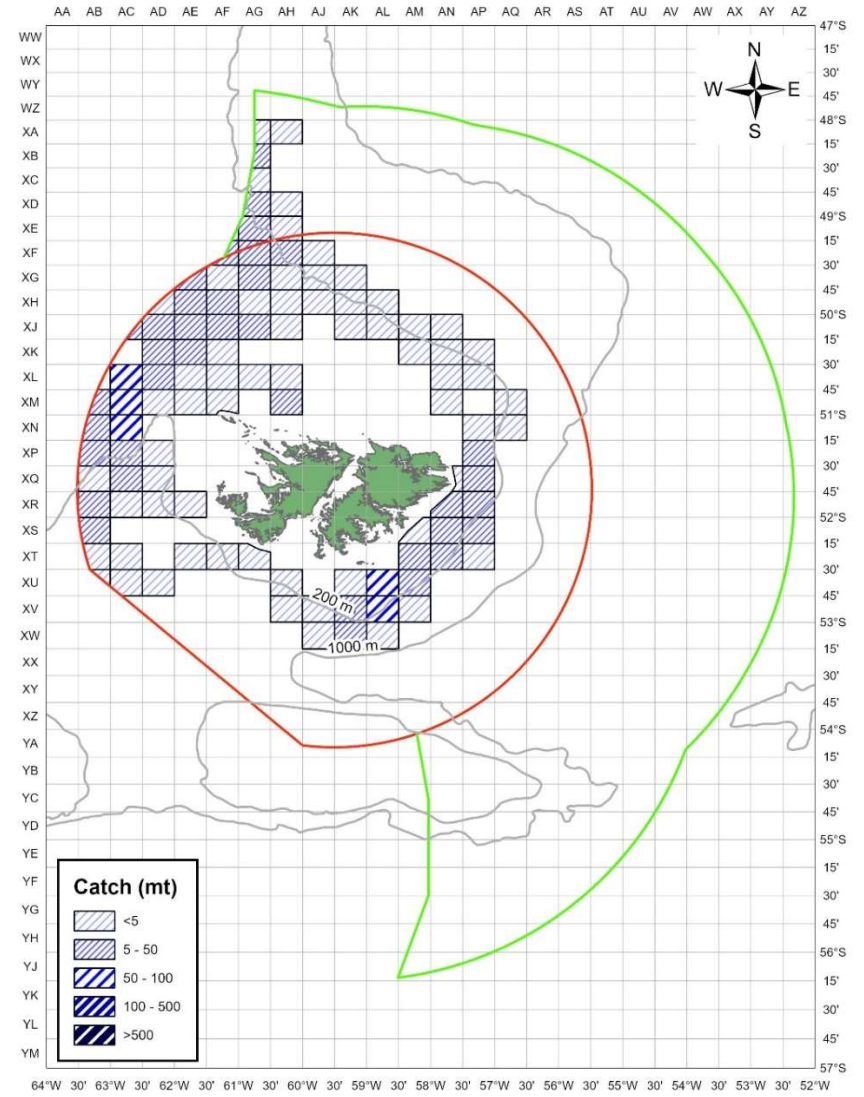 AA AB AC AD AE AF AG AH AJ AK AL AM AN AP AQ AR AS AT AU AV AW AX AY AZ
47°S
WW
15'
WX
30'
WY
45'
WZ
48°S
XA
15'
XB
30'
XC
45'
XD
49°S
XE
15'
XF
30'
XG
45'
XH
50°S
XJ
15'
XK
30'
XL
45'
XM
51°S
XN
15'
XP
30'
XQ
45'
XR
52°S
XS
15'
XT
30'
XU
45'
XV
53°S
XW
15'
XX
30'
XY
45'
XZ
54°S
YA
15'
YB
30'
YC
45'
YD
55°S
YE
15'
YF
30'
YG
45'
YH
56°S
YJ
15'
YK
30'
YL
45'
YM
57°S
N
W E
S
200 m
1000 m
Catch (mt)
<5
5 - 50
50 - 100
100 - 500
>500
64°W 30' 63°W 30' 62°W 30' 61°W 30' 60°W 30' 59°W 30' 58°W 30' 57°W 30' 56°W 30' 55°W 30' 54°W 30' 53°W 30' 52°W